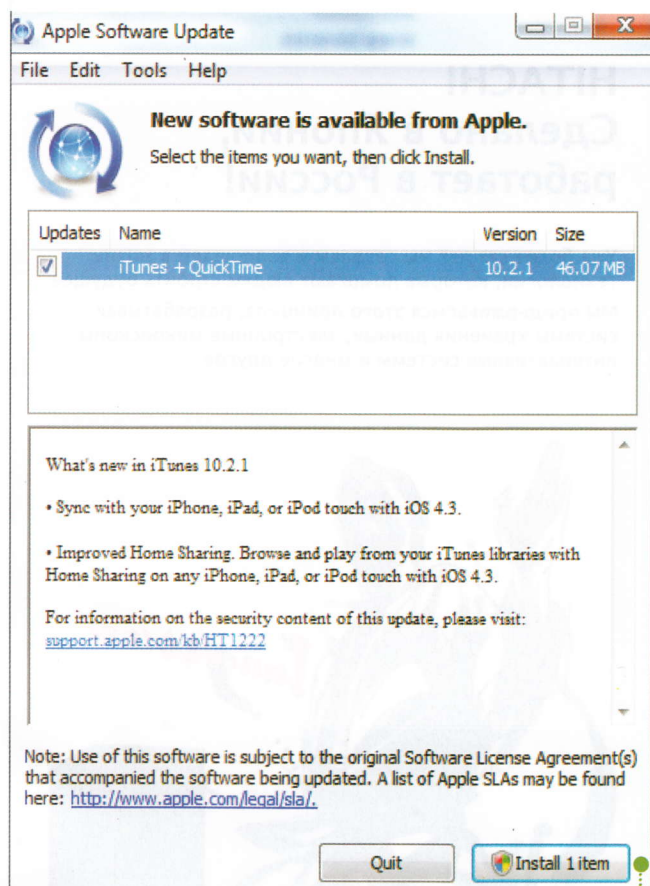 Apple Software Update
File Edit Tools Help
New software is available from Apple.
Select the items you want, then click Install.
Updates Name Version Size
iTunes + QuickTime 10.2.1 46.07 MB
What's new in iTunes 10.2.1
• Sync with your iPhone, iPad, or iPod touch with iOS 4.3.
• Improved Home Sharing. Browse and play from your iTunes libraries with
Home Sharing on any iPhone, iPad, or iPod touch with iOS 4.3.
For information on the security content of this update, please visit:
support.apple.com/kb/HT1222
Note: Use of this software is subject to the original Software License Agreement(s)
that accompanied the software being updated. A list of Apple SLAs may be found
here: http://www.apple.com/legal/sla/.
Quit Install 1 item